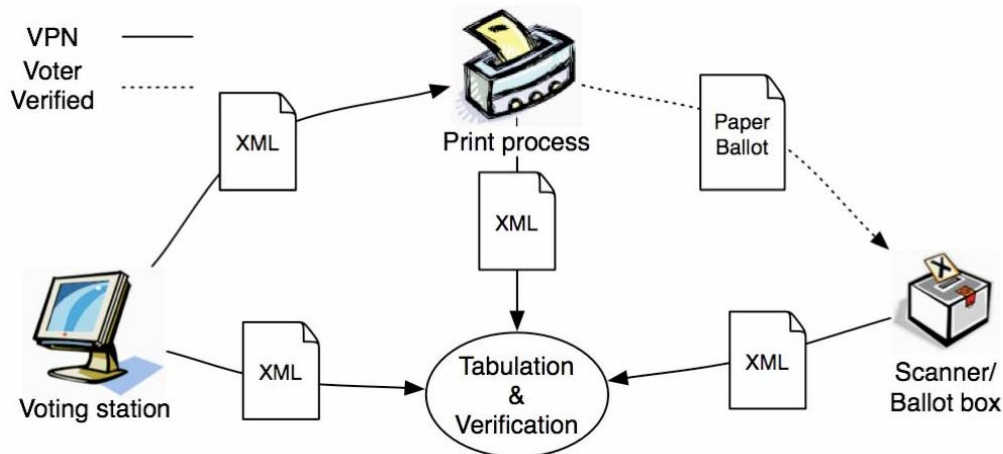 VPN
Voter
Verified
XML
Print process
Paper
Ballot
XML
Voting station
XML
Tabulation
&
Verification
XML
Scanner/
Ballot box
X